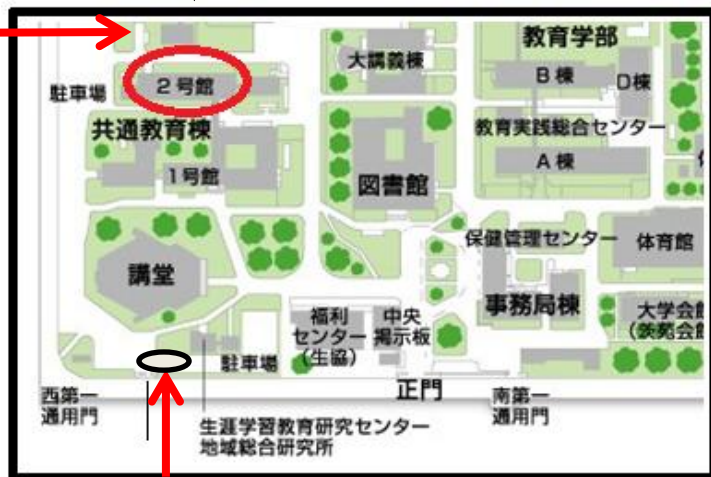 教育学部
大講義棟
B棟
D棟
2号館
駐車場
共通教育棟
教育実践総合センター
A棟
1号館
図書館
保健管理センター
体育館
講堂
事務局棟
福利
センター
(生協)
中央
掲示板
大学会館
(茨苑会館
駐車場
正門
西第一
通用門
南第一
通用門
生涯学習教育研究センター
地域総合研究所